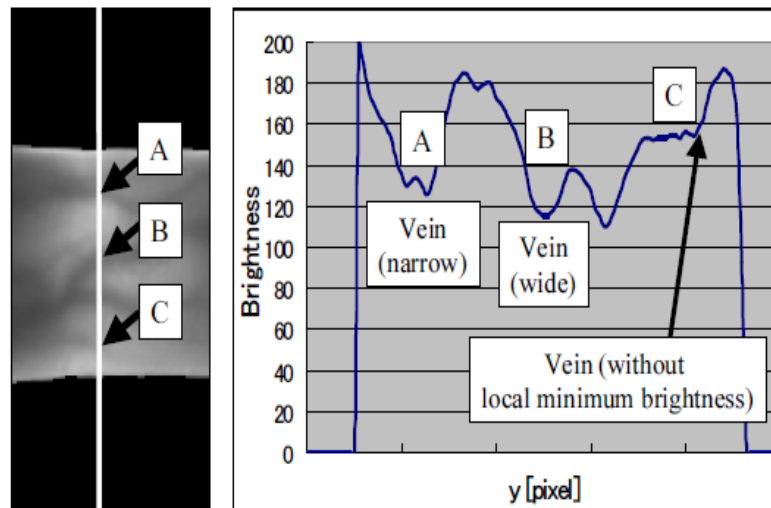 A
B
C
200
180
160
140
120
100
80
60
40
20
0
Brightness
y [pixel]
A
B
C
Vein
(narrow)
Vein
(wide)
Vein (without
local minimum brightness)